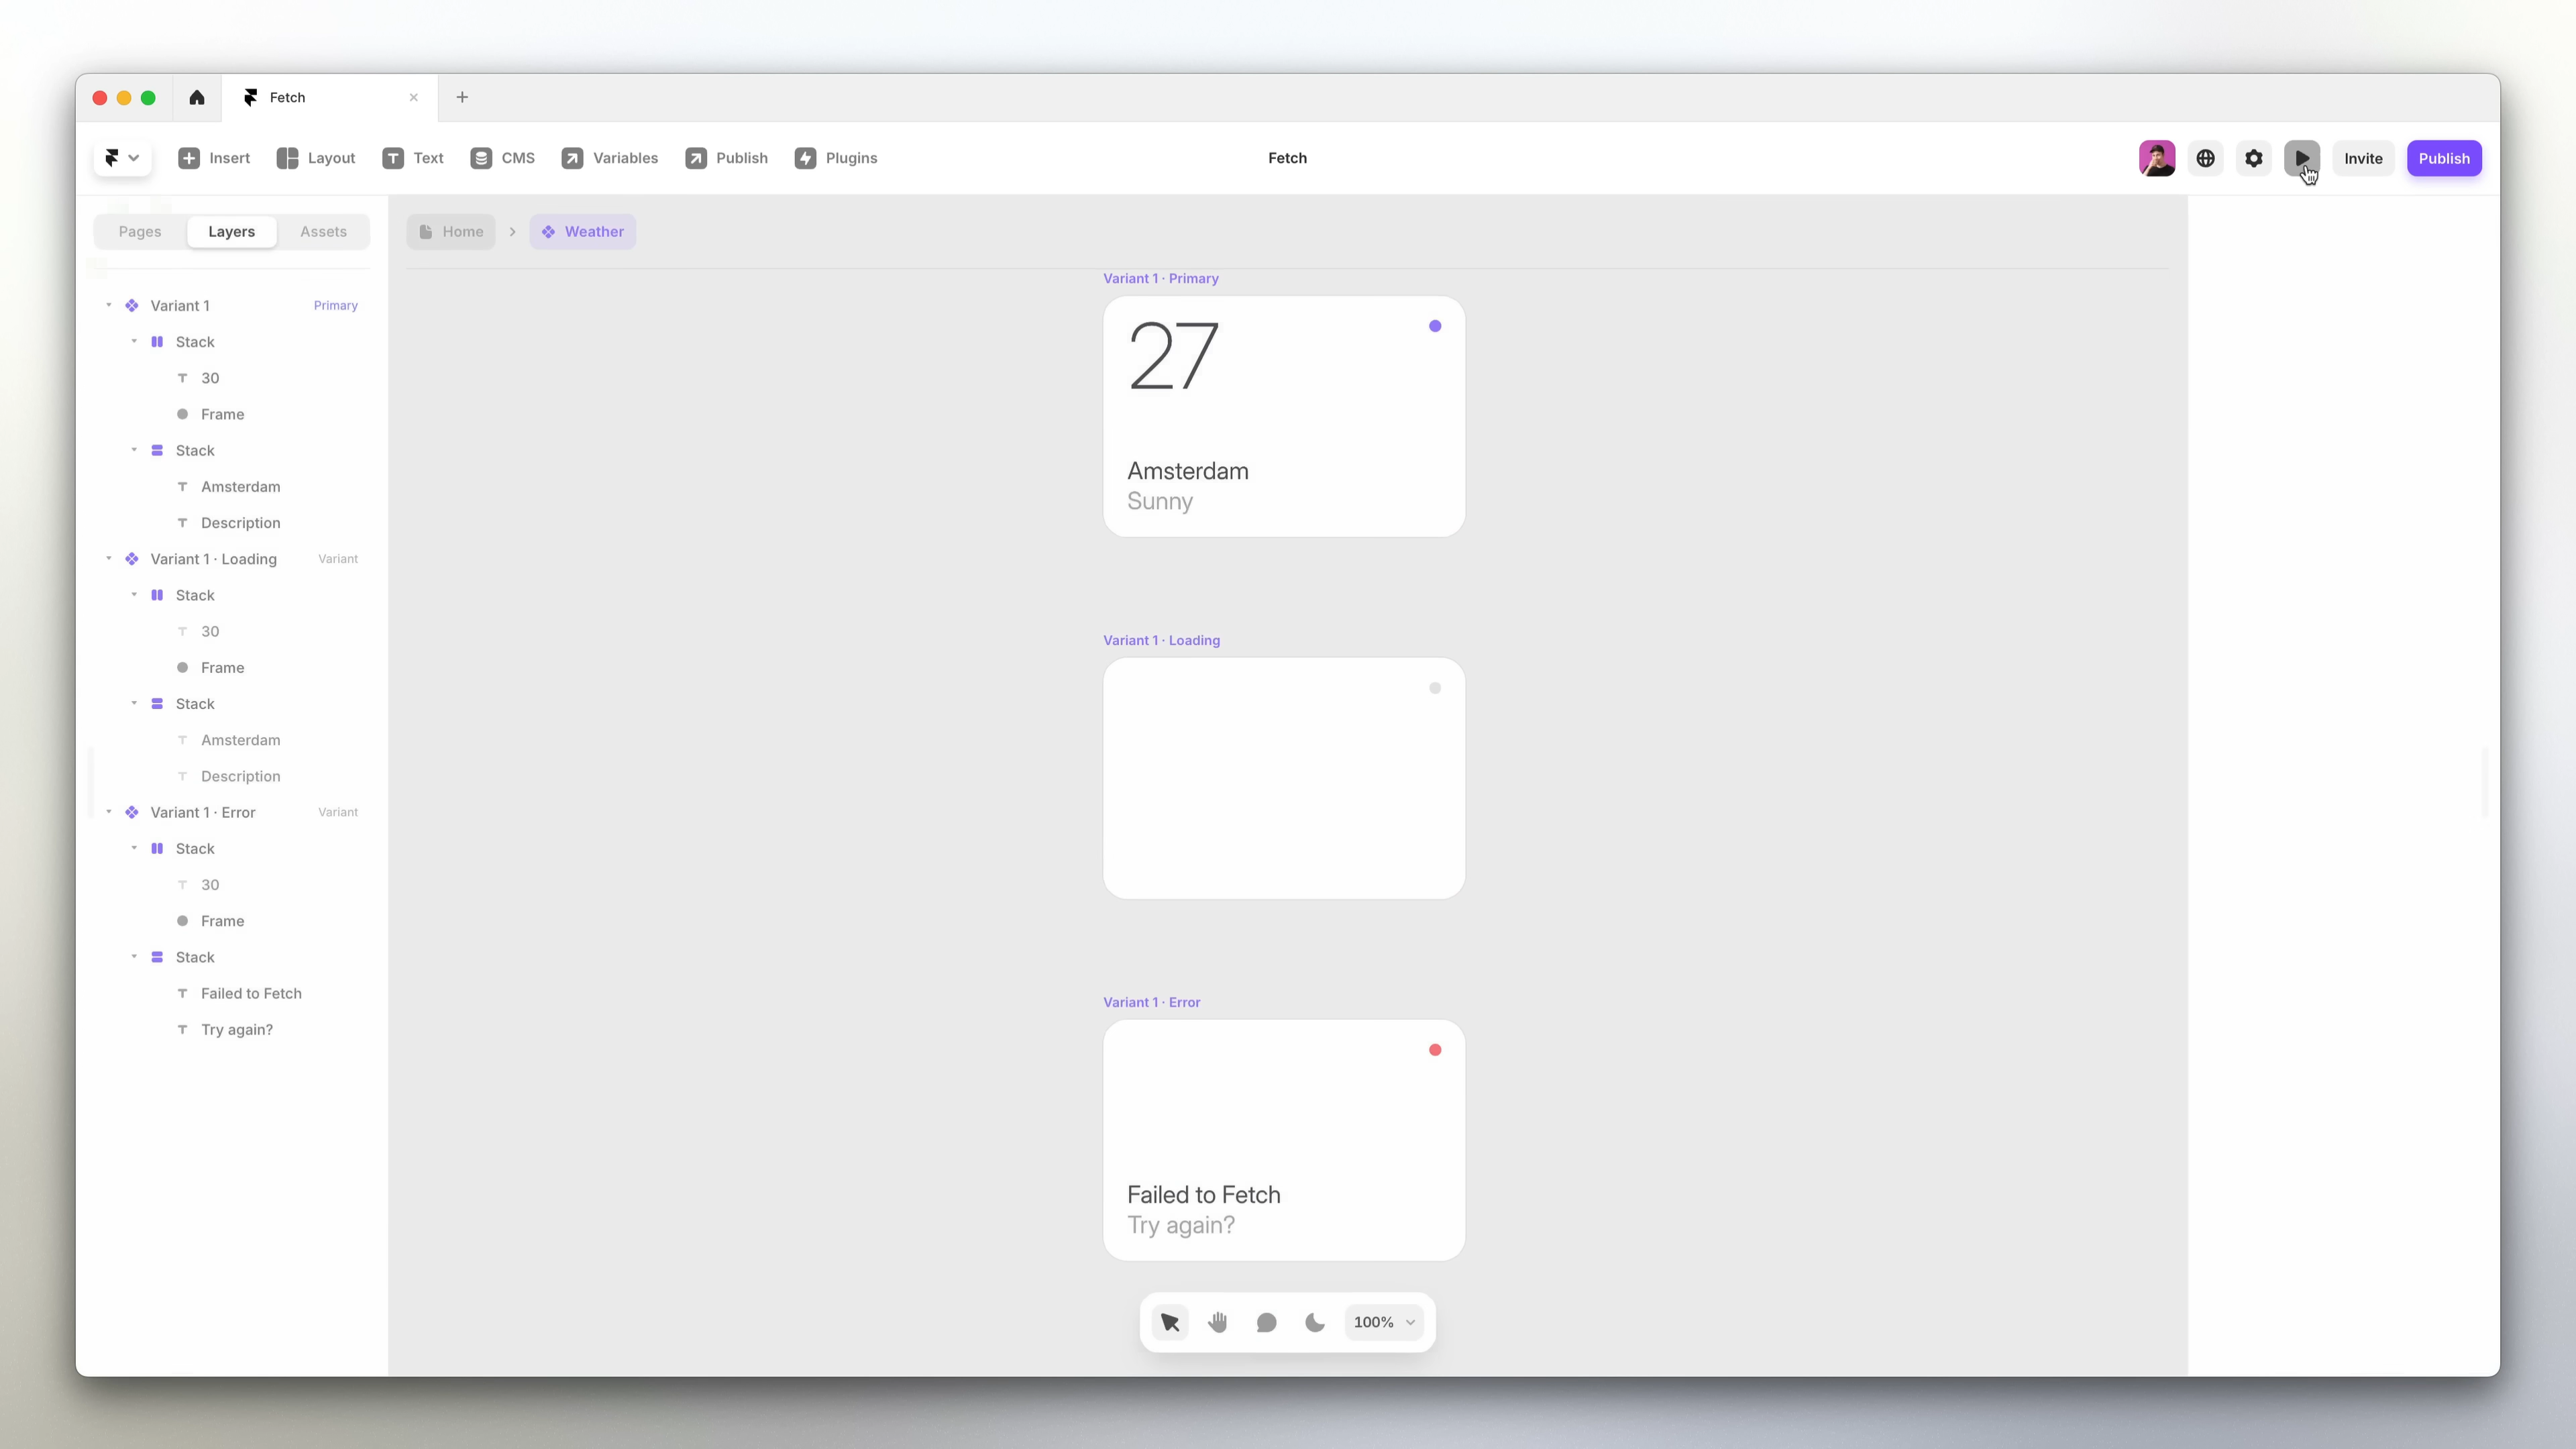 Fetch
Insert
Layout
Text
CMS
Variables
Publish
Plugins
Fetch
Invite
Publish
Pages
Layers
Assets
Home
Weather
Variant 1 Primary
Stack
30
Frame
Stack
Amsterdam
Description
Variant 1 · Loading Variant
Stack
30
Frame
Stack
Amsterdam
Description
Variant 1 · Error Variant
Stack
30
Frame
Stack
Failed to Fetch
Try again?
Variant 1 · Primary
27
Amsterdam
Sunny
Variant 1 · Loading
Variant 1 · Error
Failed to Fetch
Try again?
100%